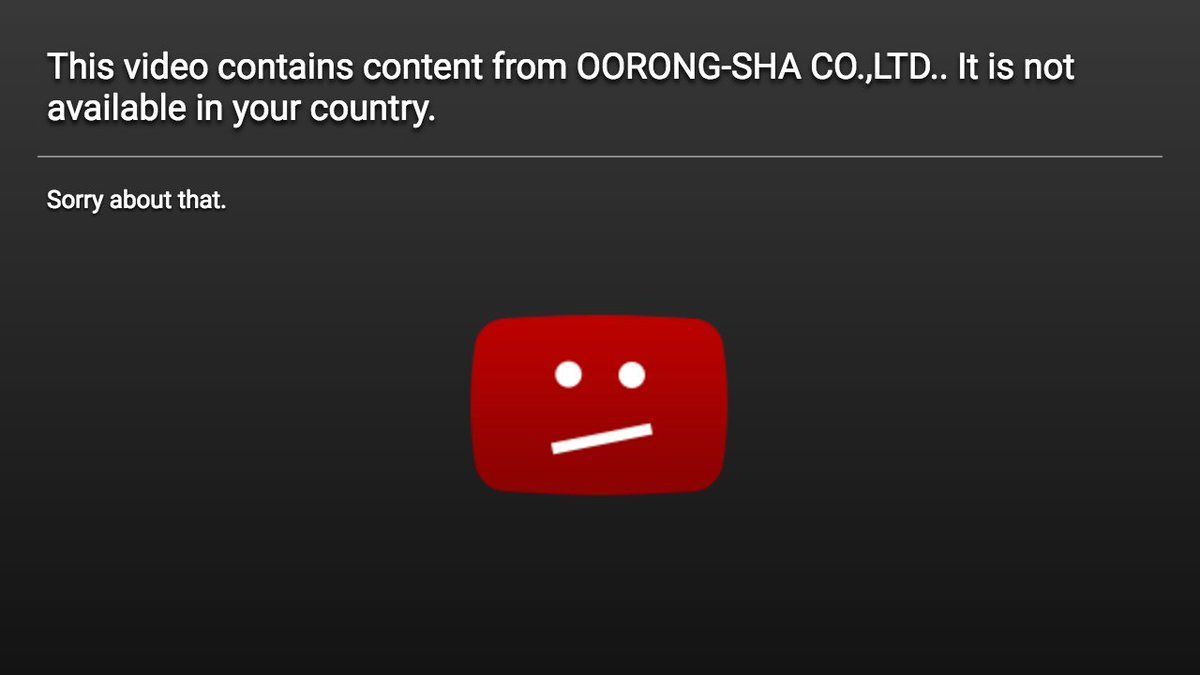 This video contains content from OORONG-SHA CO.,LTD.. It is not
available in your country.
Sorry about that.